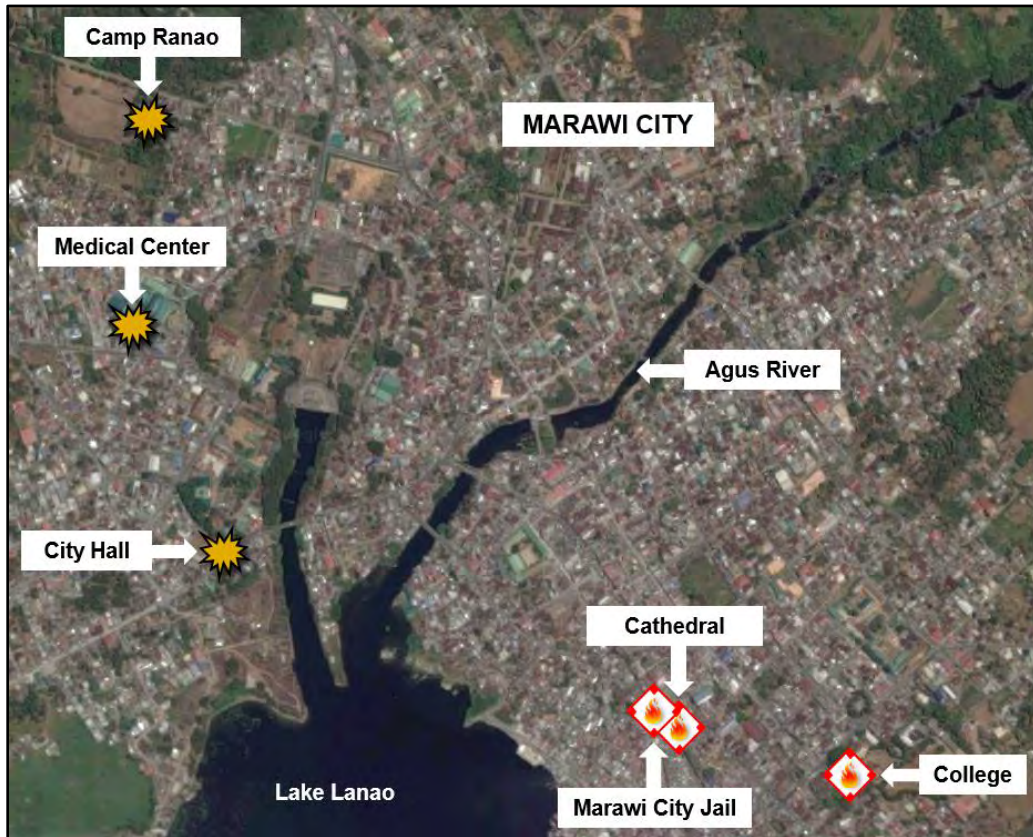 Camp Ranao
MARAWI CITY
Medical Center
Agus River
City Hall
Cathedral
Lake Lanao
Marawi City Jail
College